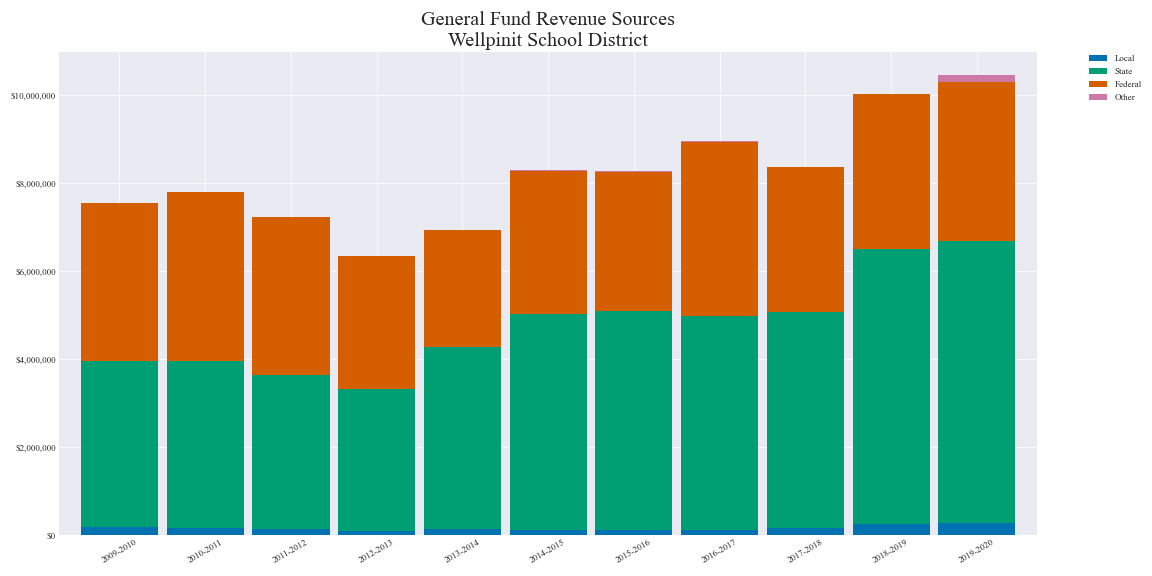 General Fund Revenue Sources
Wellpinit School District
Local
State
Federal
Other
$10,000,000
$8,000,000
$6,000,000
$4,000,000
$2,000,000
$0
2009-2010
2010-2011
2011-2012
2012-2013
2013-2014
2014-2015
2015-2016
2016-2017
2017-2018
2018-2019
2019-2020